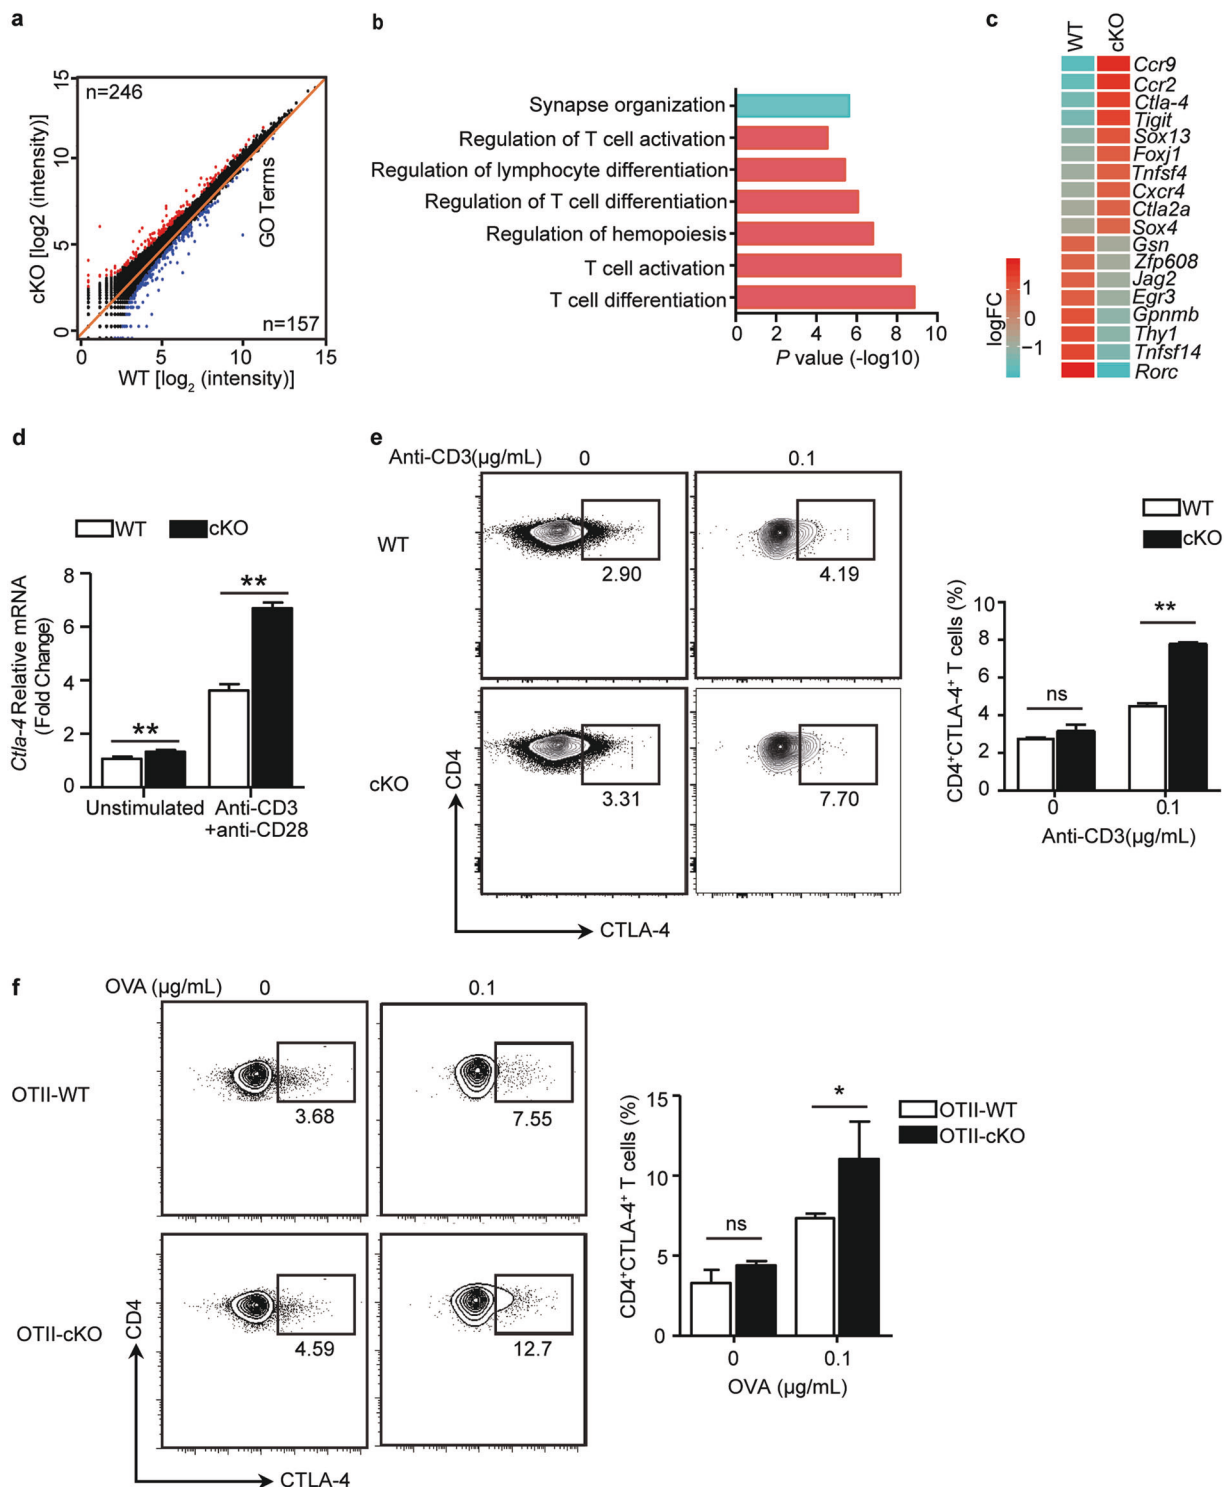 a
n=246
n=157
cKO [log2 (intensity)]
15
10
5
0
0 5 10 15
WT [log2 (intensity)]
GO Terms
b
Synapse organization
Regulation of T cell activation
Regulation of lymphocyte differentiation
Regulation of T cell differentiation
Regulation of hemopoiesis
T cell activation
T cell differentiation
0 2 4 6 8 10
P value (-log10)
c
WT cKO
Ccr9
Ccr2
Ctla-4
Tigit
Sox13
Foxj1
Tnfsf4
Cxcr4
Ctla2a
Sox4
Gsn
Zfp608
Jag2
Egr3
Gpnmb
Thy1
Tnfsf14
Rorc
logFC
1
0
−1
d
WT cKO
Ctla-4 Relative mRNA
(Fold Change)
8
6
4
2
0
**
**
Unstimulated
Anti-CD3
+anti-CD28
e
Anti-CD3(μg/mL) 0 0.1
WT
2.90
4.19
cKO
3.31
7.70
CD4
CTLA-4
WT
cKO
CD4⁺CTLA-4⁺ T cells (%)
10
8
6
4
2
0
ns
**
0 0.1
Anti-CD3(μg/mL)
f
OVA (μg/mL) 0 0.1
OTII-WT
3.68
7.55
OTII-cKO
4.59
12.7
CD4
CTLA-4
OTII-WT
OTII-cKO
CD4⁺CTLA-4⁺ T cells (%)
15
10
5
0
ns
*
0 0.1
OVA (μg/mL)